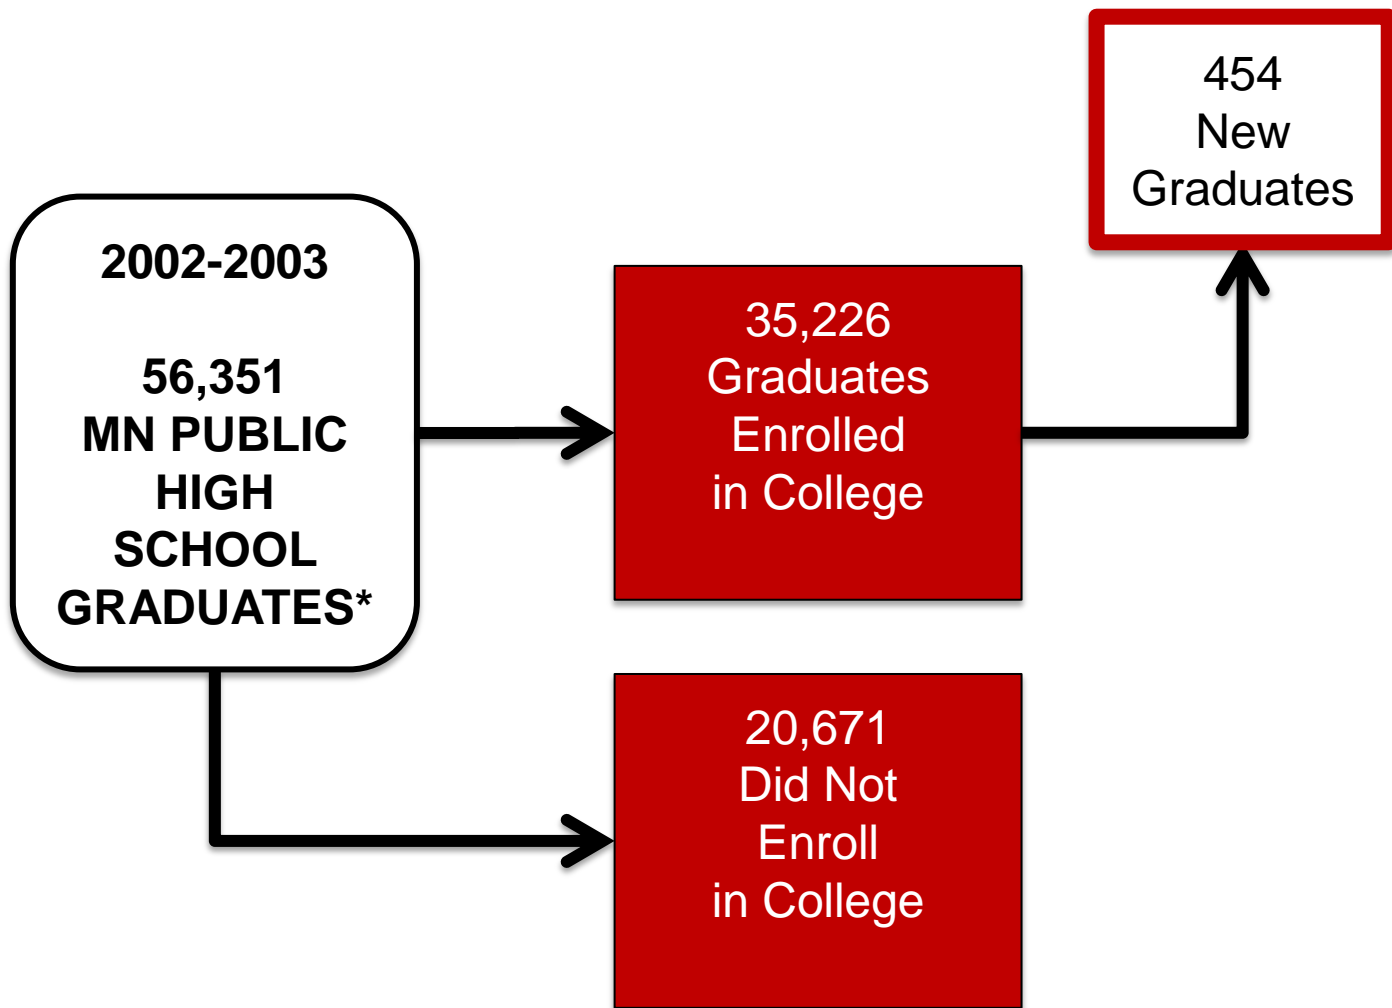 2002-2003
56,351
MN PUBLIC
HIGH
SCHOOL
GRADUATES*
35,226
Graduates
Enrolled
in College
454
New
Graduates
20,671
Did Not
Enroll
in College